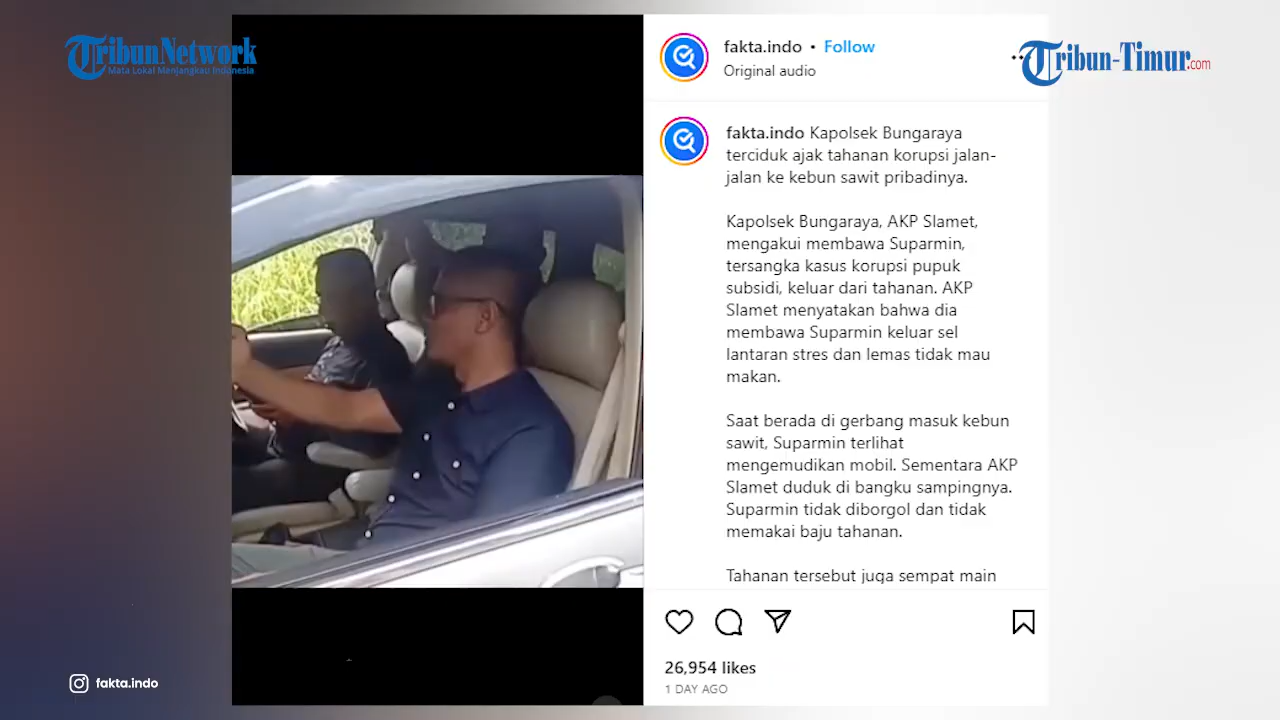 TribunNetwork
Mata Lokal Menjangkau Indonesia
fakta.indo • Follow
Original audio
Tribun-Timur.com
fakta.indo Kapolsek Bungaraya
terciduk ajak tahanan korupsi jalan-
jalan ke kebun sawit pribadinya.
Kapolsek Bungaraya, AKP Slamet,
mengakui membawa Suparmin,
tersangka kasus korupsi pupuk
subsidi, keluar dari tahanan. AKP
Slamet menyatakan bahwa dia
membawa Suparmin keluar sel
lantaran stres dan lemas tidak mau
makan.
Saat berada di gerbang masuk kebun
sawit, Suparmin terlihat
mengemudikan mobil. Sementara AKP
Slamet duduk di bangku sampingnya.
Suparmin tidak diborgol dan tidak
memakai baju tahanan.
Tahanan tersebut juga sempat main
26,954 likes
1 DAY AGO
fakta.indo